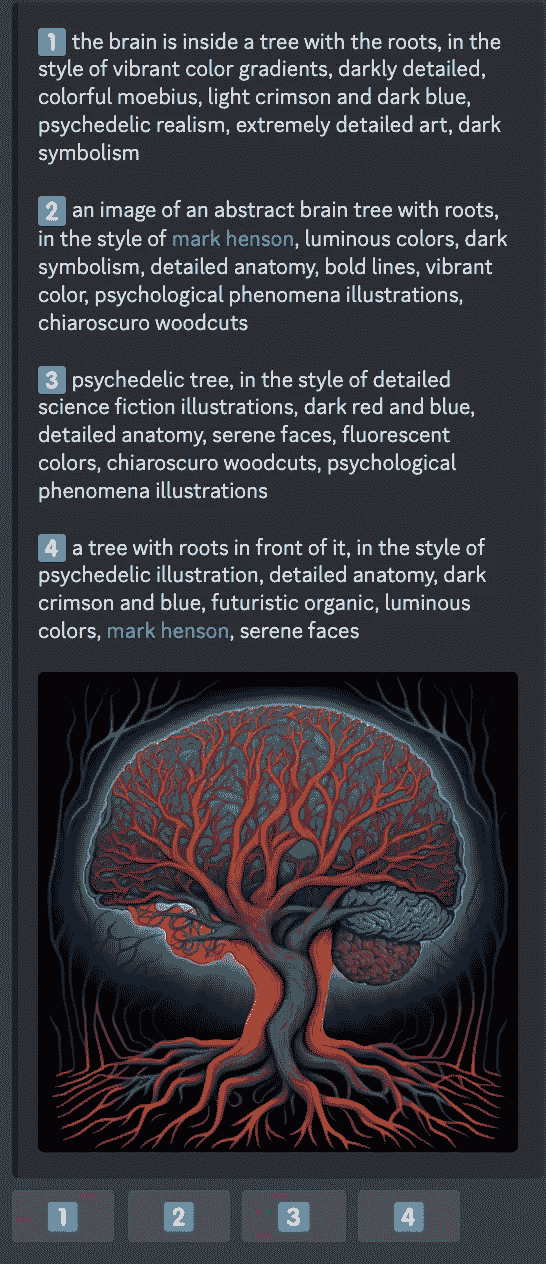 1 the brain is inside a tree with the roots, in the
style of vibrant color gradients, darkly detailed,
colorful moebius, light crimson and dark blue,
psychedelic realism, extremely detailed art, dark
symbolism
2 an image of an abstract brain tree with roots,
in the style of mark henson, luminous colors, dark
symbolism, detailed anatomy, bold lines, vibrant
color, psychological phenomena illustrations,
chiaroscuro woodcuts
3 psychedelic tree, in the style of detailed
science fiction illustrations, dark red and blue,
detailed anatomy, serene faces, fluorescent
colors, chiaroscuro woodcuts, psychological
phenomena illustrations
4 a tree with roots in front of it, in the style of
psychedelic illustration, detailed anatomy, dark
crimson and blue, futuristic organic, luminous
colors, mark henson, serene faces
1 2 3 4